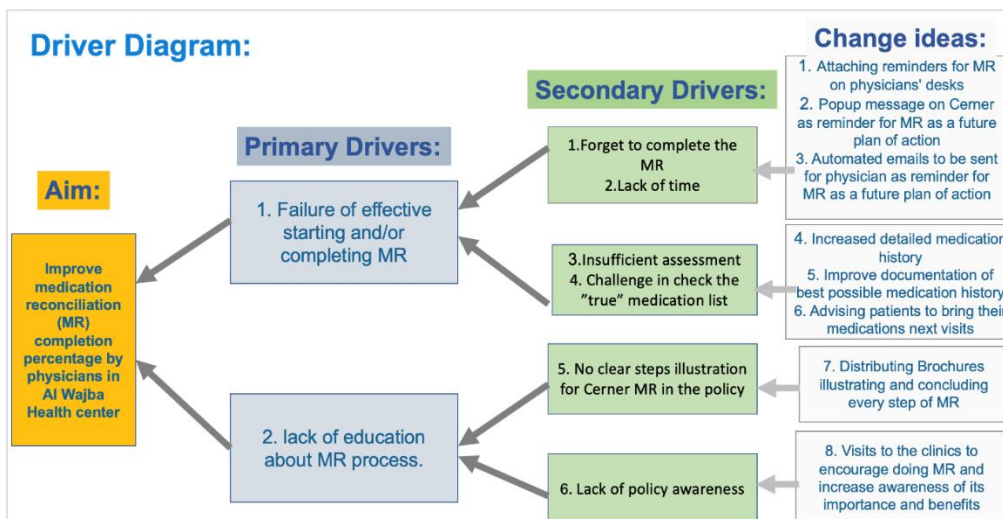 Driver Diagram:
Change ideas:
Secondary Drivers:
Primary Drivers:
Aim:
Improve
medication
reconciliation
(MR)
completion
percentage by
physicians in
Al Wajba
Health center
1. Failure of effective
starting and/or
completing MR
2. lack of education
about MR process.
1.Forget to complete the
MR
2.Lack of time
3.Insufficient assessment
4. Challenge in check the
”true” medication list
5. No clear steps illustration
for Cerner MR in the policy
6. Lack of policy awareness
1. Attaching reminders for MR
on physicians' desks
2. Popup message on Cerner
as reminder for MR as a future
plan of action
3. Automated emails to be sent
for physician as reminder for
MR as a future plan of action
4. Increased detailed medication
history
5. Improve documentation of
best possible medication history
6. Advising patients to bring their
medications next visits
7. Distributing Brochures
illustrating and concluding
every step of MR
8. Visits to the clinics to
encourage doing MR and
increase awareness of its
importance and benefits